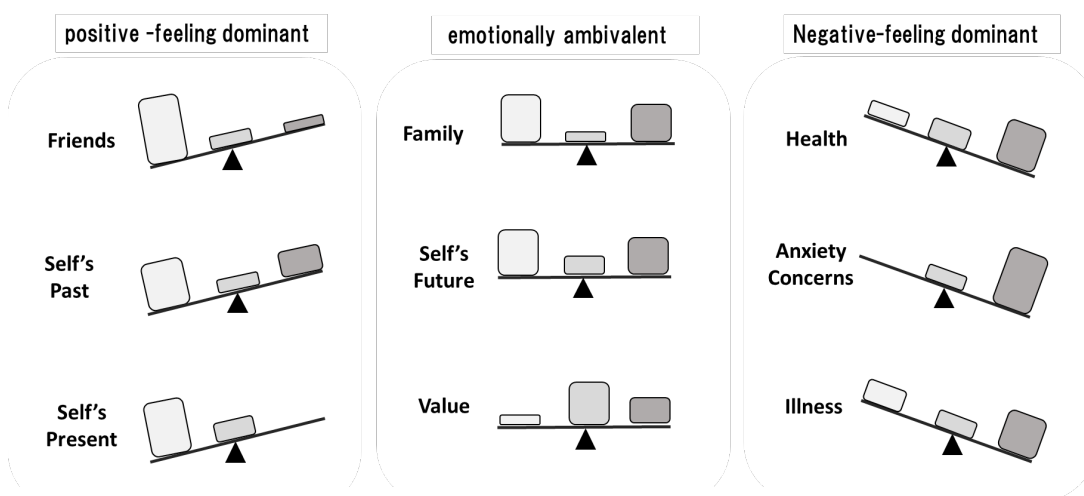 positive -feeling dominant
Friends
Self's
Past
Self's
Present
emotionally ambivalent
Family
Self's
Future
Value
Negative-feeling dominant
Health
Anxiety
Concerns
Illness